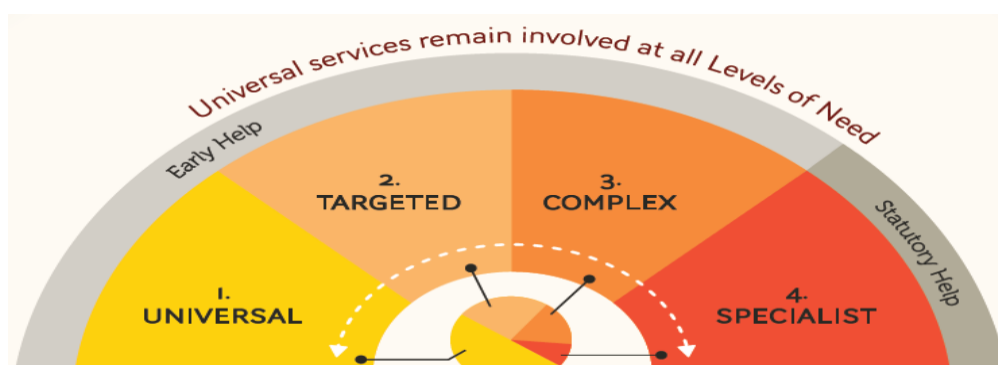 Universal services remain involved at all Levels of Need
Early Help
2.
TARGETED
3.
COMPLEX
Statutory Help
1.
UNIVERSAL
4.
SPECIALIST